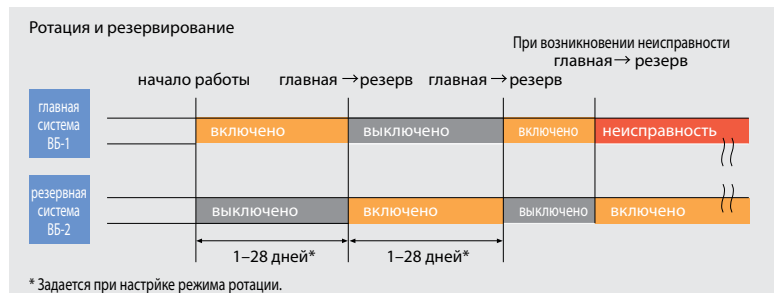 Ротация и резервирование
При возникновении неисправности
главная → резерв
начало работы главная → резерв главная → резерв
главная
система
ВБ-1
включено выключено включено неисправность
резервная
система
ВБ-2
выключено включено выключено включено
1–28 дней* 1–28 дней*
* Задается при настрйке режима ротации.